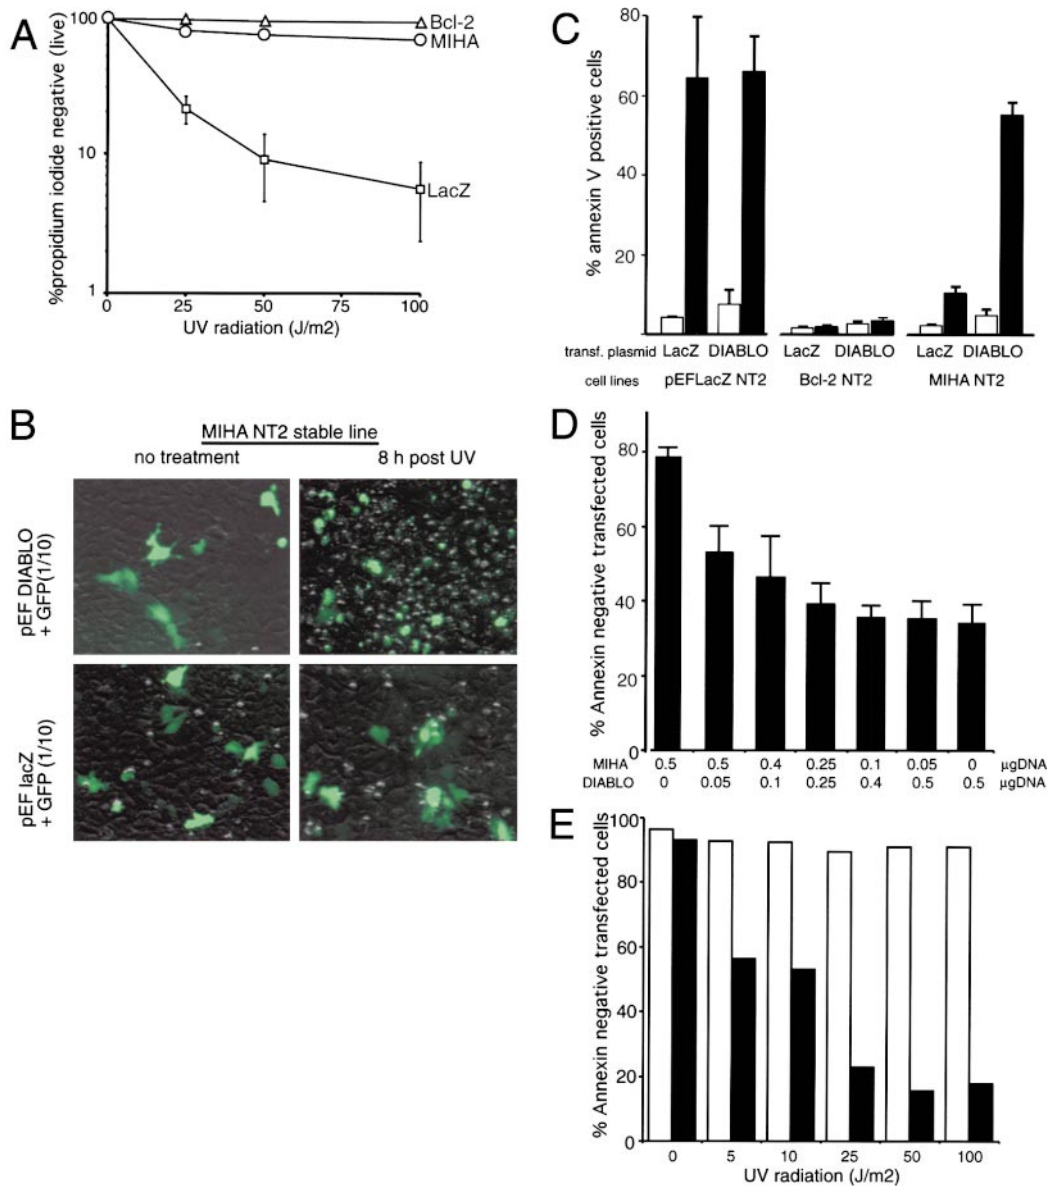 A
%propidium iodide negative (live)
100
10
1
0 25 50 75 100
UV radiation (J/m2)
Bcl-2
MIHA
LacZ
B
MIHA NT2 stable line
no treatment 8 h post UV
pEF DIABLO
+ GFP(1/10)
pEF lacZ
+ GFP (1/10)
C
% annexin V positive cells
80
60
40
20
transf. plasmid LacZ DIABLO LacZ DIABLO LacZ DIABLO
cell lines pEFLacZ NT2 Bcl-2 NT2 MIHA NT2
D
% Annexin negative transfected cells
80
60
40
20
0
MIHA 0.5 0.5 0.4 0.25 0.1 0.05 0 µgDNA
DIABLO 0 0.05 0.1 0.25 0.4 0.5 0.5 µgDNA
E
% Annexin negative transfected cells
100
80
60
40
20
0
0 5 10 25 50 100
UV radiation (J/m2)